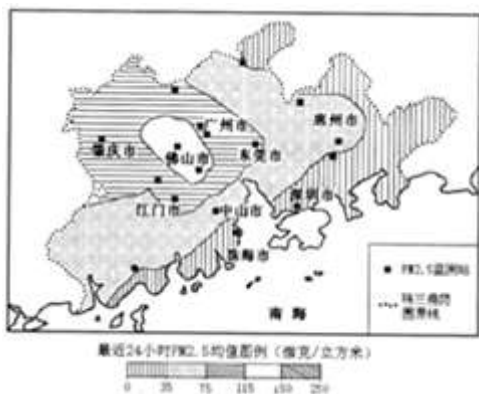 广州市
惠州市
肇庆市
佛山市
东莞市
深圳市
江门市
中山市
珠海市
PM2.5监测站
珠三角范围界线
南海
最近24小时PM2.5均值图例(微克/立方米)
0 35 75 115 150 250